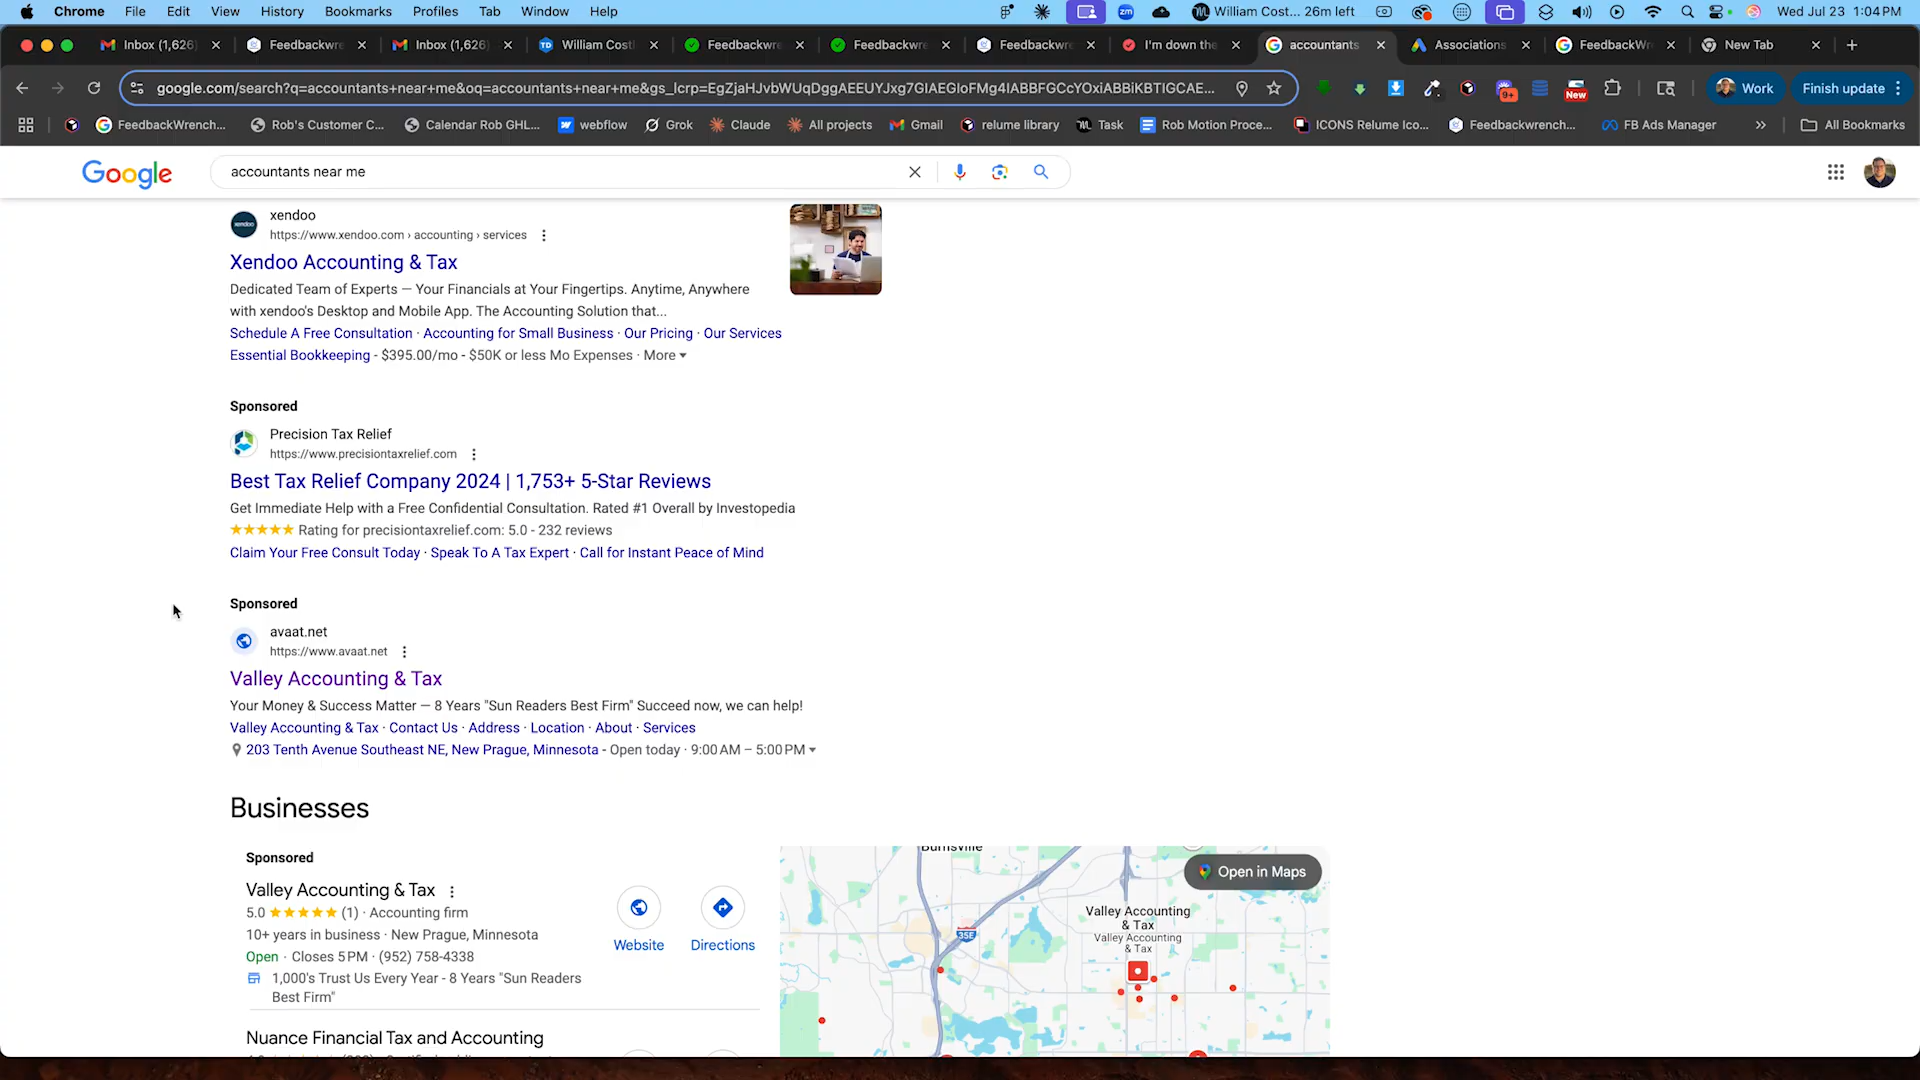 Chrome File Edit View History Bookmarks Profiles Tab Window Help William Cost... 26m left Wed Jul 23 1:04 PM
Inbox (1,626) Feedbackwre Inbox (1,626) William Costl Feedbackwre Feedbackwre Feedbackwre I'm down the accountants Associations FeedbackWr New Tab
google.com/search?q=accountants+near+me&oq=accountants+near+me&gs_lcrp=EgZjaHJvbWUqDggAEEUYJxg7GIAEGIoFMg4IABBFGCcYOxiABBiKBTIGCAE... 9+ New Work Finish update
FeedbackWrench... Rob's Customer C... Calendar Rob GHL... webflow Grok Claude All projects Gmail relume library Task Rob Motion Proce... ICONS Relume Ico... Feedbackwrench... FB Ads Manager » All Bookmarks
Google accountants near me
xendoo
https://www.xendoo.com › accounting › services
Xendoo Accounting & Tax
Dedicated Team of Experts — Your Financials at Your Fingertips. Anytime, Anywhere
with xendoo's Desktop and Mobile App. The Accounting Solution that...
Schedule A Free Consultation · Accounting for Small Business · Our Pricing · Our Services
Essential Bookkeeping - $395.00/mo - $50K or less Mo Expenses · More
Sponsored
Precision Tax Relief
https://www.precisiontaxrelief.com
Best Tax Relief Company 2024 | 1,753+ 5-Star Reviews
Get Immediate Help with a Free Confidential Consultation. Rated #1 Overall by Investopedia
Rating for precisiontaxrelief.com: 5.0 - 232 reviews
Claim Your Free Consult Today · Speak To A Tax Expert · Call for Instant Peace of Mind
Sponsored
avaat.net
https://www.avaat.net
Valley Accounting & Tax
Your Money & Success Matter — 8 Years "Sun Readers Best Firm" Succeed now, we can help!
Valley Accounting & Tax · Contact Us · Address · Location · About · Services
203 Tenth Avenue Southeast NE, New Prague, Minnesota - Open today · 9:00 AM – 5:00 PM
Businesses
Sponsored
Valley Accounting & Tax
5.0 ★★★★★ (1) · Accounting firm
10+ years in business · New Prague, Minnesota
Open · Closes 5 PM · (952) 758-4338
1,000's Trust Us Every Year - 8 Years "Sun Readers
Best Firm"
Website Directions
Nuance Financial Tax and Accounting
Burnsville
Open in Maps
Valley Accounting
& Tax
Valley Accounting
& Tax
35E